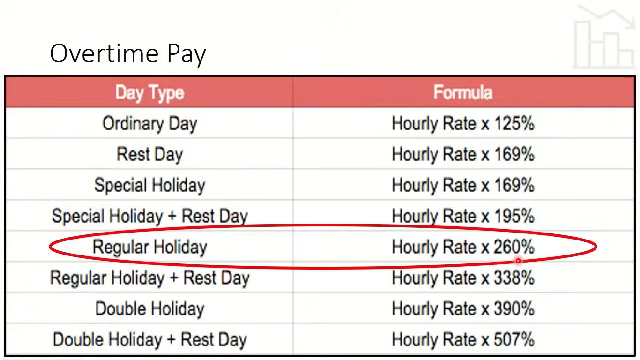 Overtime Pay
Day Type Formula
Ordinary Day Hourly Rate x 125%
Rest Day Hourly Rate x 169%
Special Holiday Hourly Rate x 169%
Special Holiday + Rest Day Hourly Rate x 195%
Regular Holiday Hourly Rate x 260%
Regular Holiday + Rest Day Hourly Rate x 338%
Double Holiday Hourly Rate x 390%
Double Holiday + Rest Day Hourly Rate x 507%